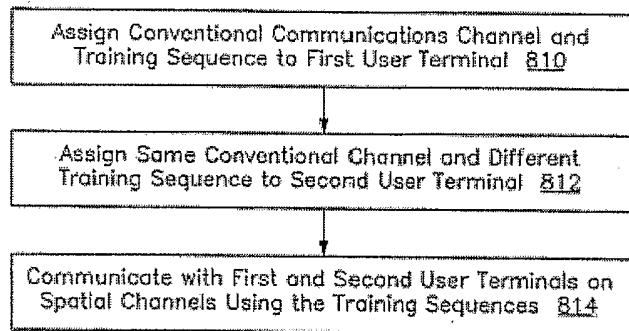 Assign Conventional Communications Channel and
Training Sequence to First User Terminal 810
Assign Same Conventional Channel and Different
Training Sequence to Second User Terminal 812
Communicate with First and Second User Terminals on
Spatial Channels Using the Training Sequences 814